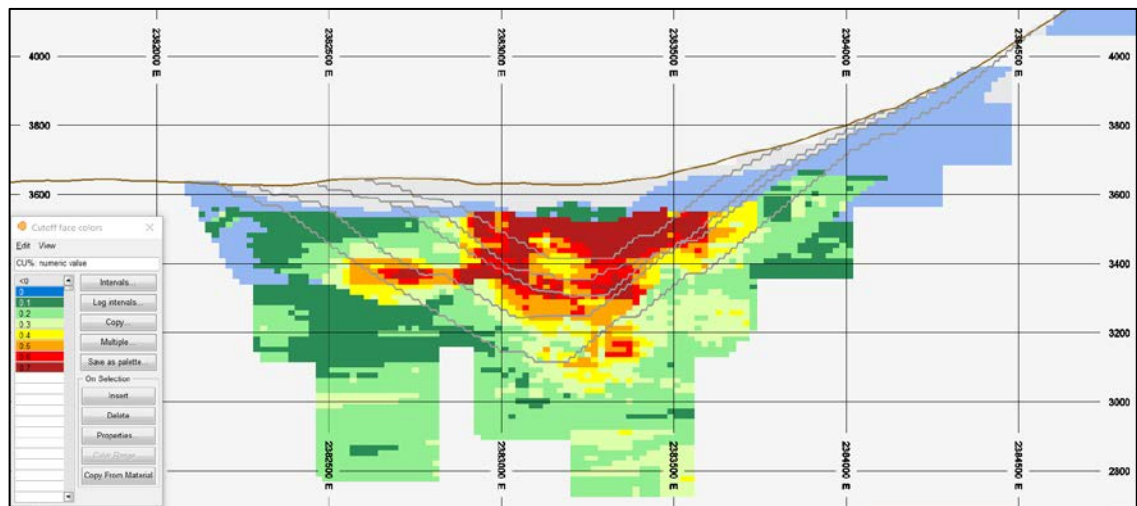 2382000 E
2382500 E
2383000 E
2383500 E
2384000 E
2384500 E
4000
4000
3800
3800
3600
3600
3400
3400
3200
3200
3000
3000
2800
2382500 E
2383000 E
2383500 E
2384000 E
2384500 E
Cutoff face colors
Edit View
CU%: numeric value
<0
0
0.1
0.2
0.3
0.4
0.5
0.6
0.7
Intervals...
Log intervals...
Copy...
Multiple...
Save as palette...
On Selection
Insert
Delete
Properties
Color Range...
Copy From Material